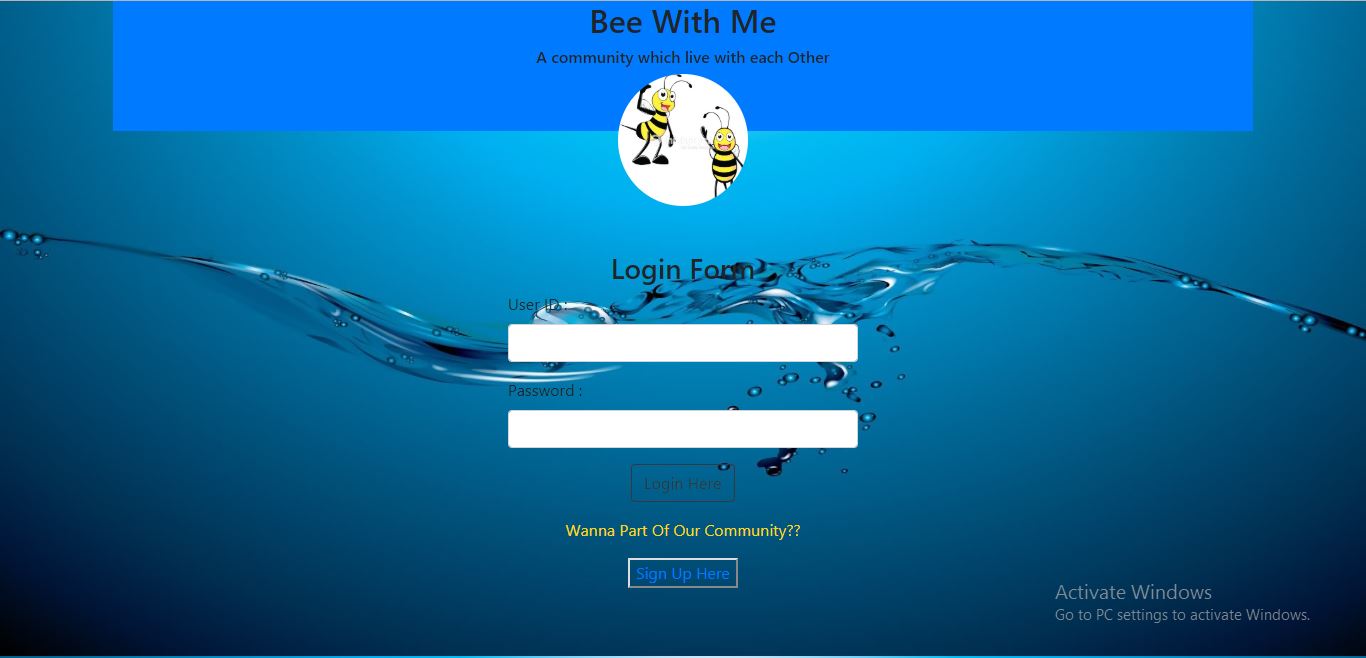 Bee With Me
A community which live with each Other
Login Form
User ID :
Password :
Login Here
Wanna Part Of Our Community??
Sign Up Here
Activate Windows
Go to PC settings to activate Windows.